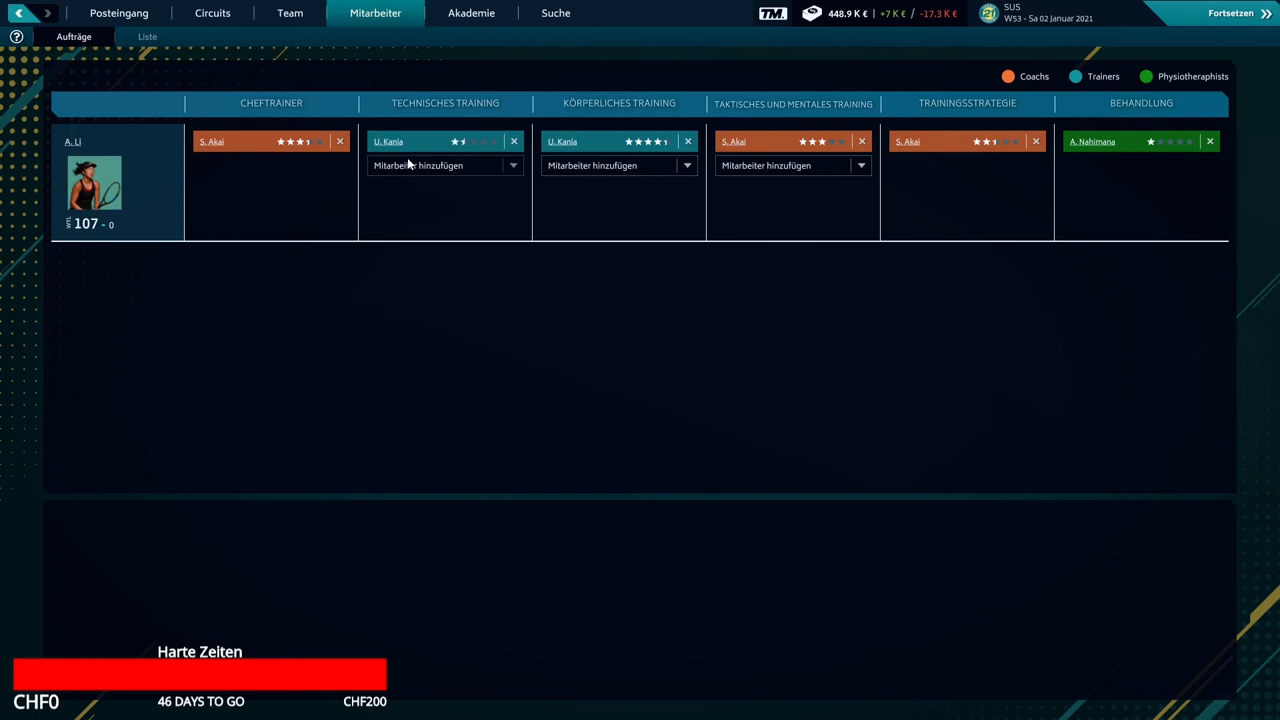 Posteingang
Circuits
Team
Mitarbeiter
Akademie
Suche
TM.
448.9 K € | +7 K € / -17.3 K €
21
SUS
W53 - Sa 02 Januar 2021
Fortsetzen
Aufträge
Liste
Coachs
Trainers
Physiotheraphists
CHEFTRAINER
TECHNISCHES TRAINING
KÖRPERLICHES TRAINING
TAKTISCHES UND MENTALES TRAINING
TRAININGSSTRATEGIE
BEHANDLUNG
A. Li
107 - 0
S. Akai
U. Kania
Mitarbeiter hinzufügen
U. Kania
Mitarbeiter hinzufügen
S. Akai
Mitarbeiter hinzufügen
S. Akai
A. Nahimana
Harte Zeiten
CHF0
46 DAYS TO GO
CHF200